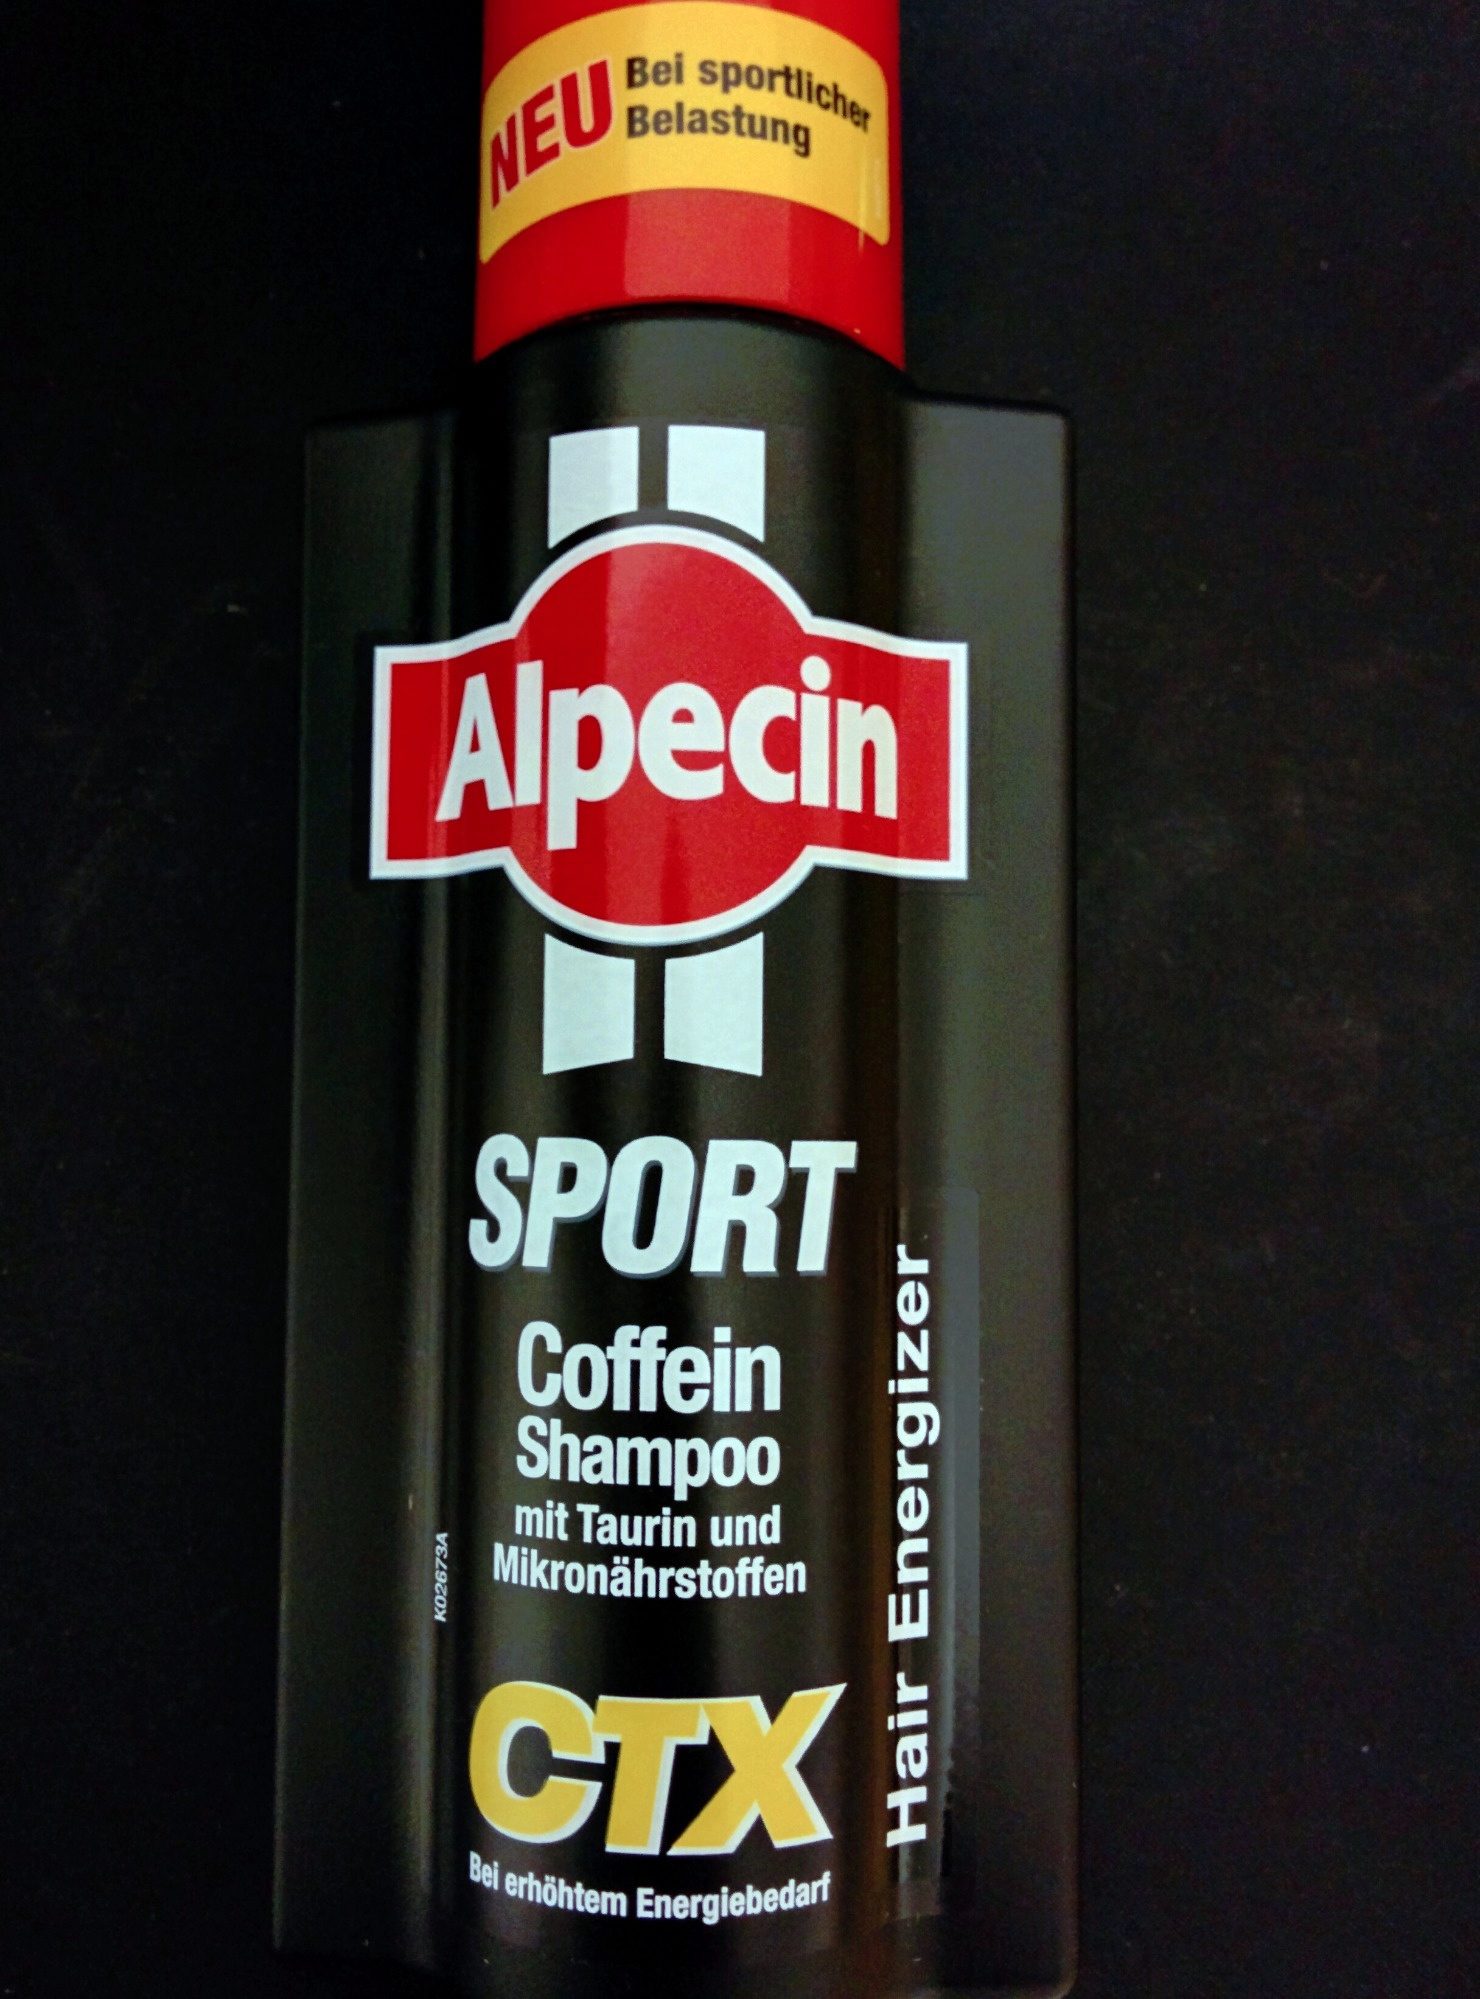 NEU
Bei sportlicher
Belastung
Alpecin
SPORT
Coffein
Shampoo
mit Taurin und
Mikronährstoffen
CTX
Bei erhöhtem Energiebedarf
Hair Energizer
K02673A